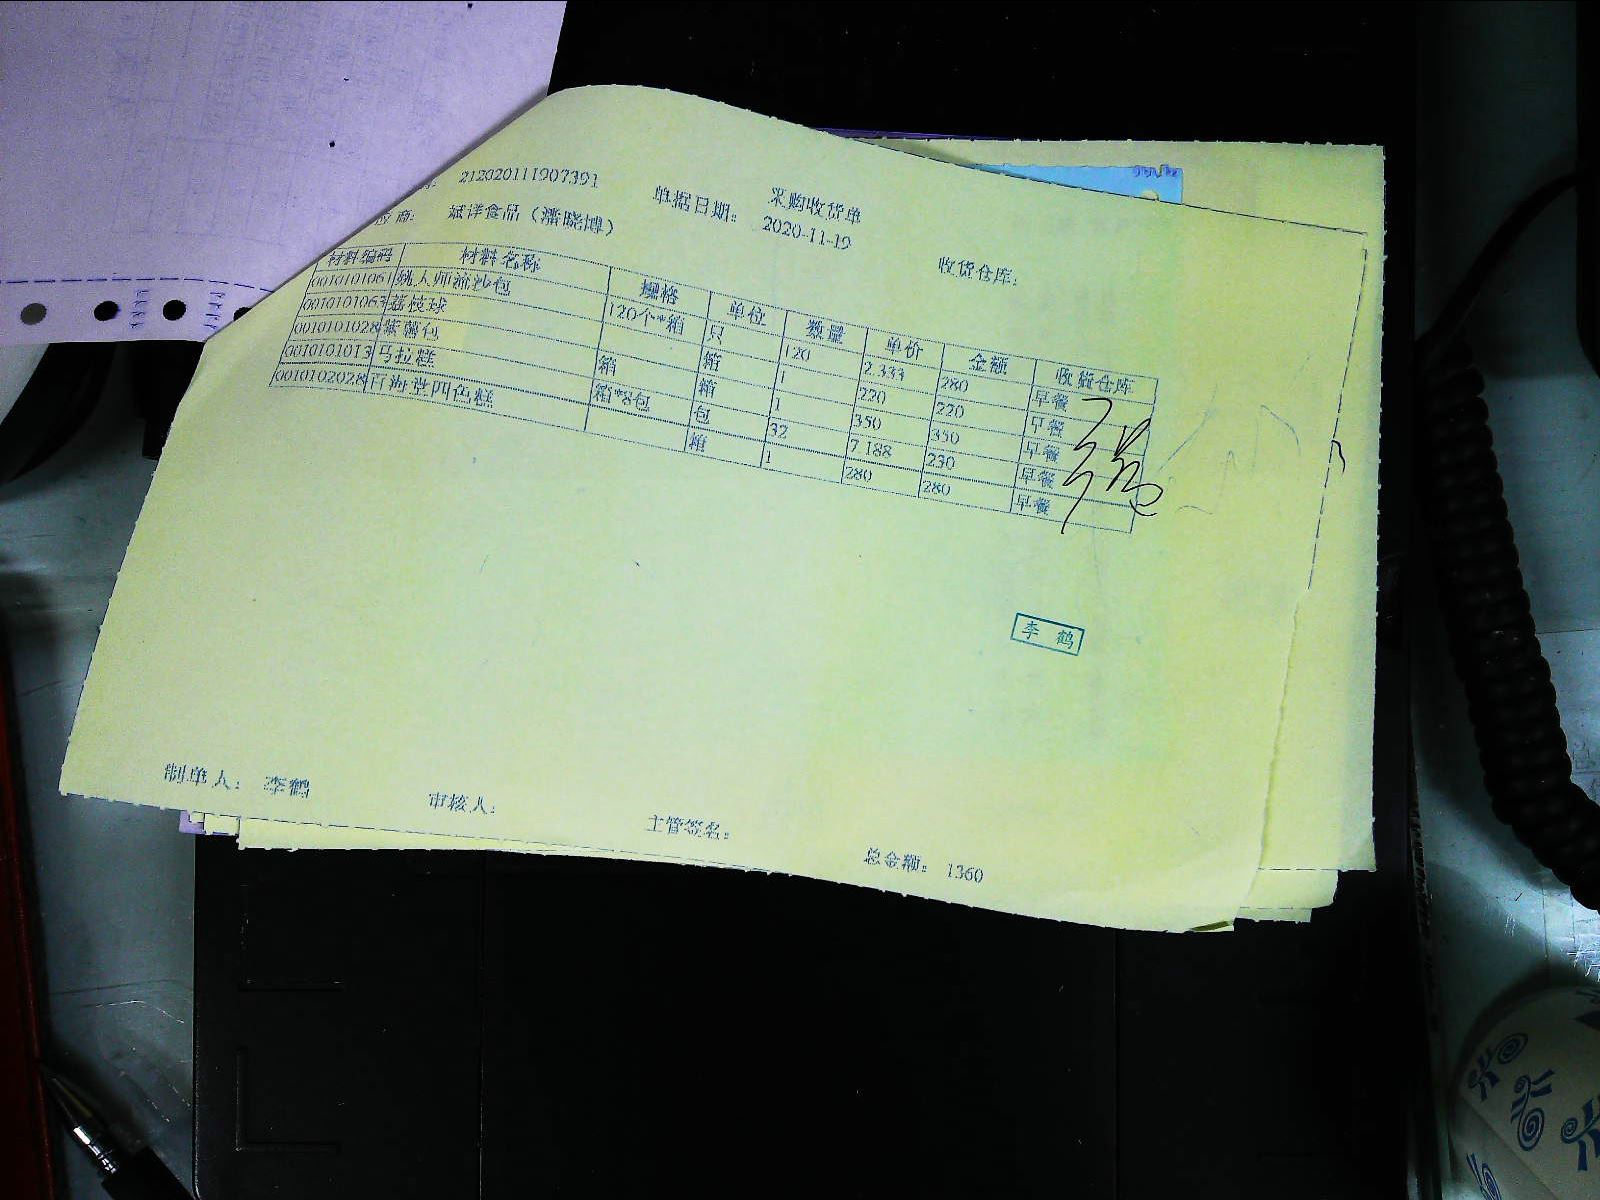 采购收货单
212020111907391 单据日期: 2020-11-19
应商: 斌洋食品(潘晓博) 收货仓库:
材料编码 材料名称 规格 单位 数量 单价 金额 收货仓库
0010101061 桃人师流沙包 120个*箱 只 120 2.333 280 早餐
0010101063 荔枝球 箱 1 220 220 早餐
0010101028 紫薯包 箱 箱 1 350 350 早餐
0010101013 马拉糕 箱*8包 包 32 7.188 230 早餐
0010102028 四色糕 箱 1 280 280 早餐
李鹤
制单人: 李鹤 审核人: 主管签名: 总金额: 1360